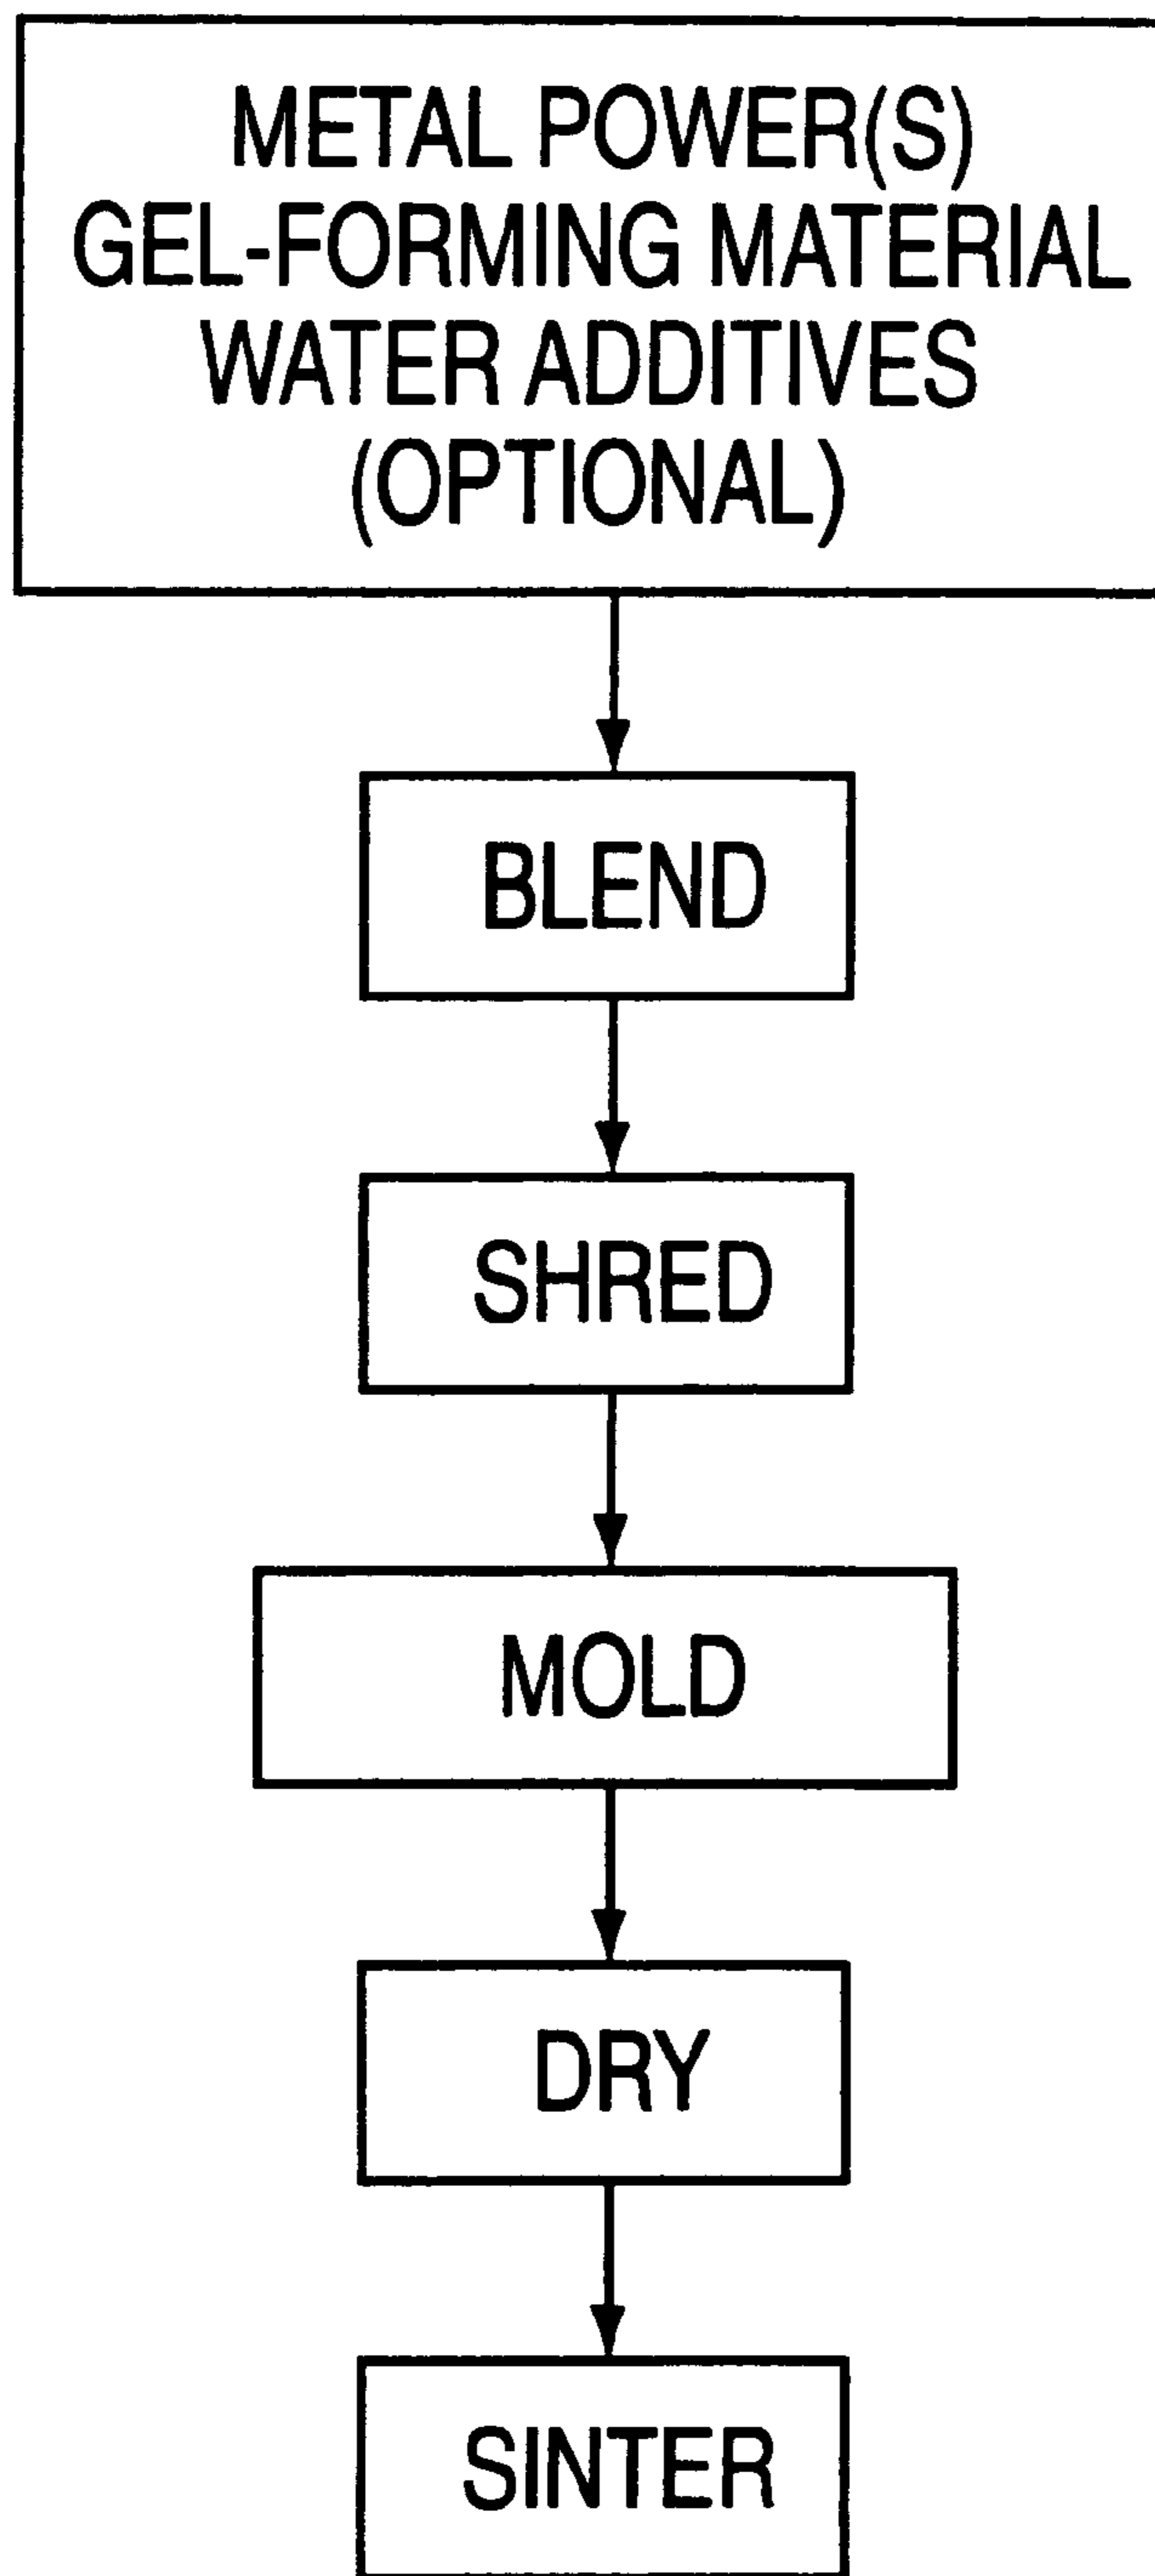 METAL POWER(S)
GEL-FORMING MATERIAL
WATER ADDITIVES
(OPTIONAL)
BLEND
SHRED
MOLD
DRY
SINTER